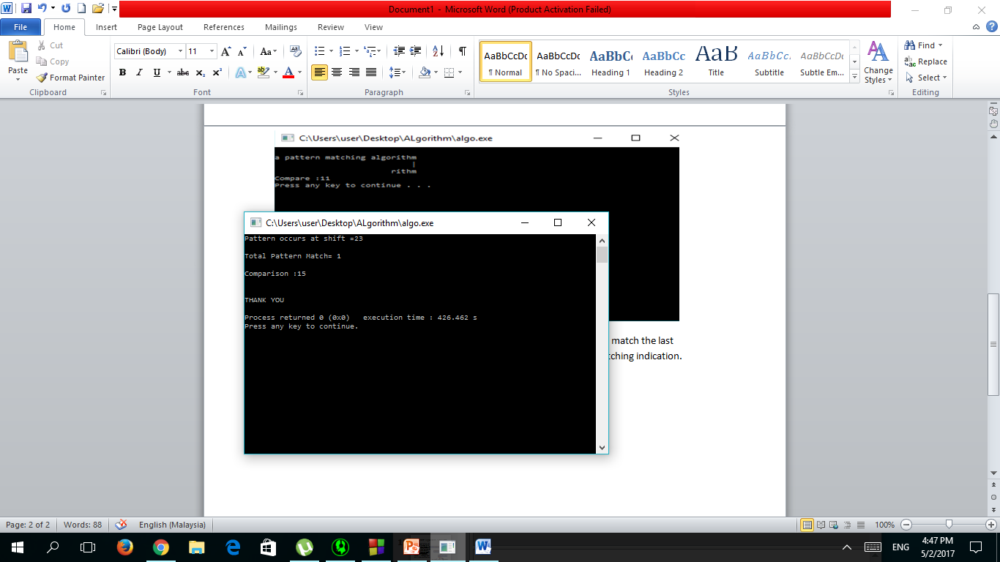 Document1 - Microsoft Word (Product Activation Failed)
File Home Insert Page Layout References Mailings Review View
Paste
Cut
Copy
Format Painter
Clipboard
Calibri (Body) 11
Font
Paragraph
AaBbCcDc AaBbCcDc AaBbC AaBbCc AaB AaBbCc. AaBbCcDc
¶ Normal ¶ No Spaci... Heading 1 Heading 2 Title Subtitle Subtle Em...
Change
Styles
Styles
Find
Replace
Select
Editing
C:\Users\user\Desktop\ALgorithm\algo.exe
a pattern matching algorithm
|
rithm
Compare :11
Press any key to continue . . .
C:\Users\user\Desktop\ALgorithm\algo.exe
Pattern occurs at shift =23
Total Pattern Match= 1
Comparison :15
THANK YOU
Process returned 0 (0x0)   execution time : 426.462 s
Press any key to continue.
match the last
tching indication.
Page: 2 of 2 Words: 88 English (Malaysia) 100%
ENG 4:47 PM
5/2/2017